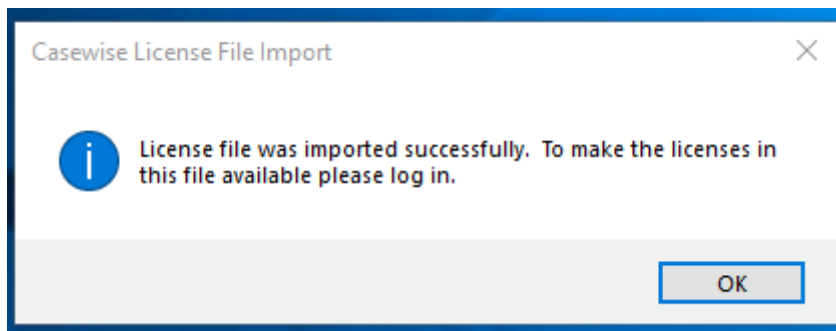 Casewise License File Import
License file was imported successfully.  To make the licenses in
this file available please log in.
OK